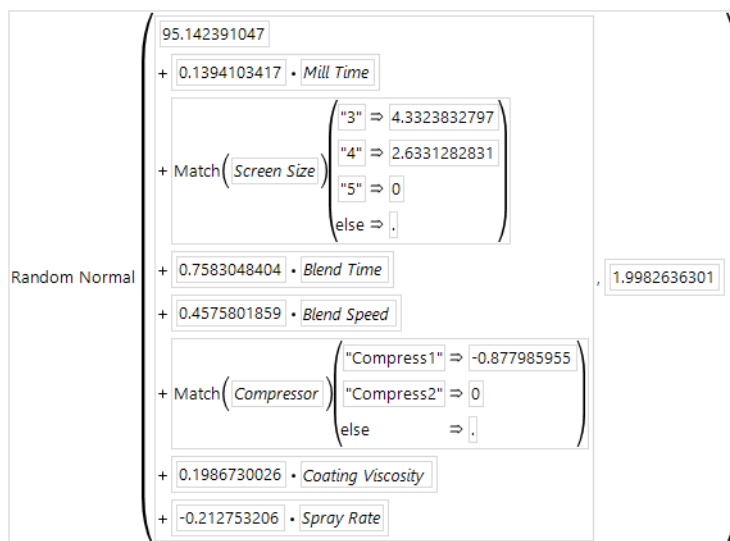 95.142391047
+ 0.1394103417 • Mill Time
"3" ⇒ 4.3323832797
+ Match(Screen Size) "4" ⇒ 2.6331282831
"5" ⇒ 0
else ⇒ .
Random Normal + 0.7583048404 • Blend Time , 1.9982636301
+ 0.4575801859 • Blend Speed
"Compress1" ⇒ -0.877985955
+ Match(Compressor) "Compress2" ⇒ 0
else ⇒ .
+ 0.1986730026 • Coating Viscosity
+ -0.212753206 • Spray Rate